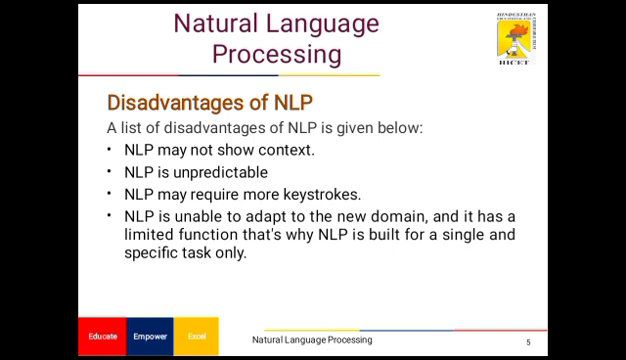 Natural Language
Processing
HICET
Disadvantages of NLP
A list of disadvantages of NLP is given below:
• NLP may not show context.
• NLP is unpredictable
• NLP may require more keystrokes.
• NLP is unable to adapt to the new domain, and it has a
limited function that's why NLP is built for a single and
specific task only.
Educate
Empower
Excel
Natural Language Processing
5